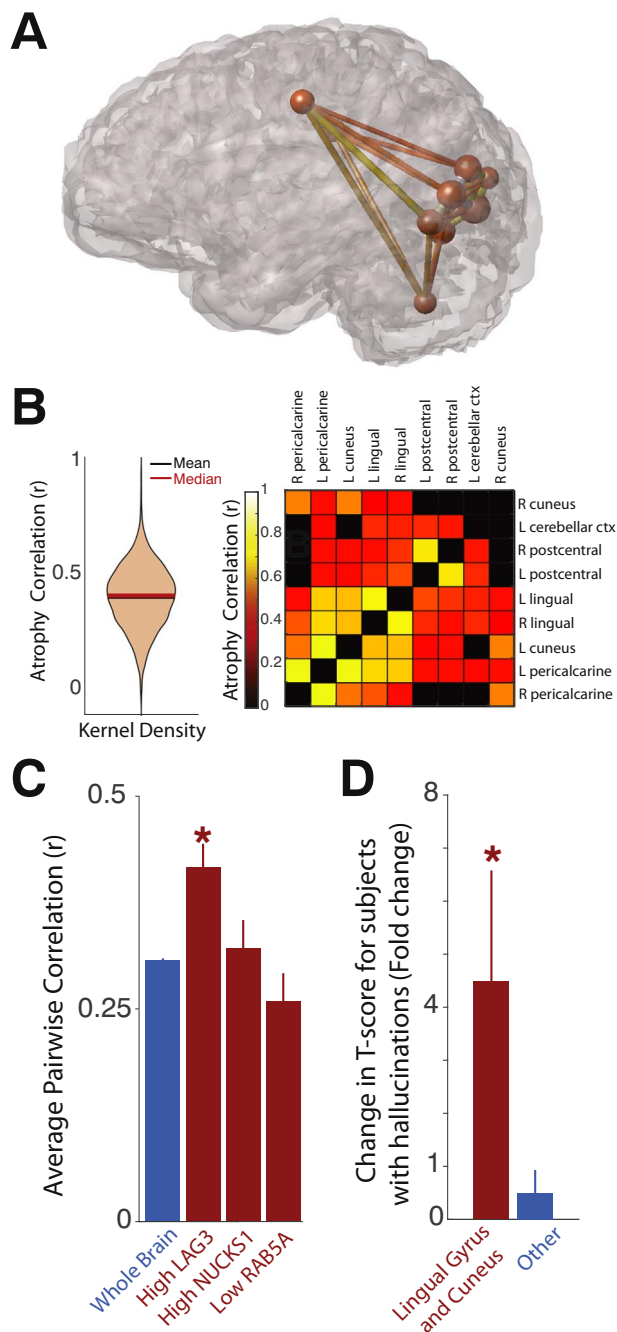 A
B
Mean
Median
1
0.5
0
Atrophy Correlation (r)
Kernel Density
Atrophy Correlation (r)
1
0.8
0.6
0.4
0.2
0
R pericalcarine
L pericalcarine
L cuneus
L lingual
R lingual
L postcentral
R postcentral
L cerebellar ctx
R cuneus
R cuneus
L cerebellar ctx
R postcentral
L postcentral
L lingual
R lingual
L cuneus
L pericalcarine
R pericalcarine
C
Average Pairwise Correlation (r)
0.5
0.25
0
*
Whole Brain
High LAG3
High NUCKS1
Low RAB5A
D
Change in T-score for subjects
with hallucinations (Fold change)
8
4
1
0
*
Lingual Gyrus
and Cuneus
Other